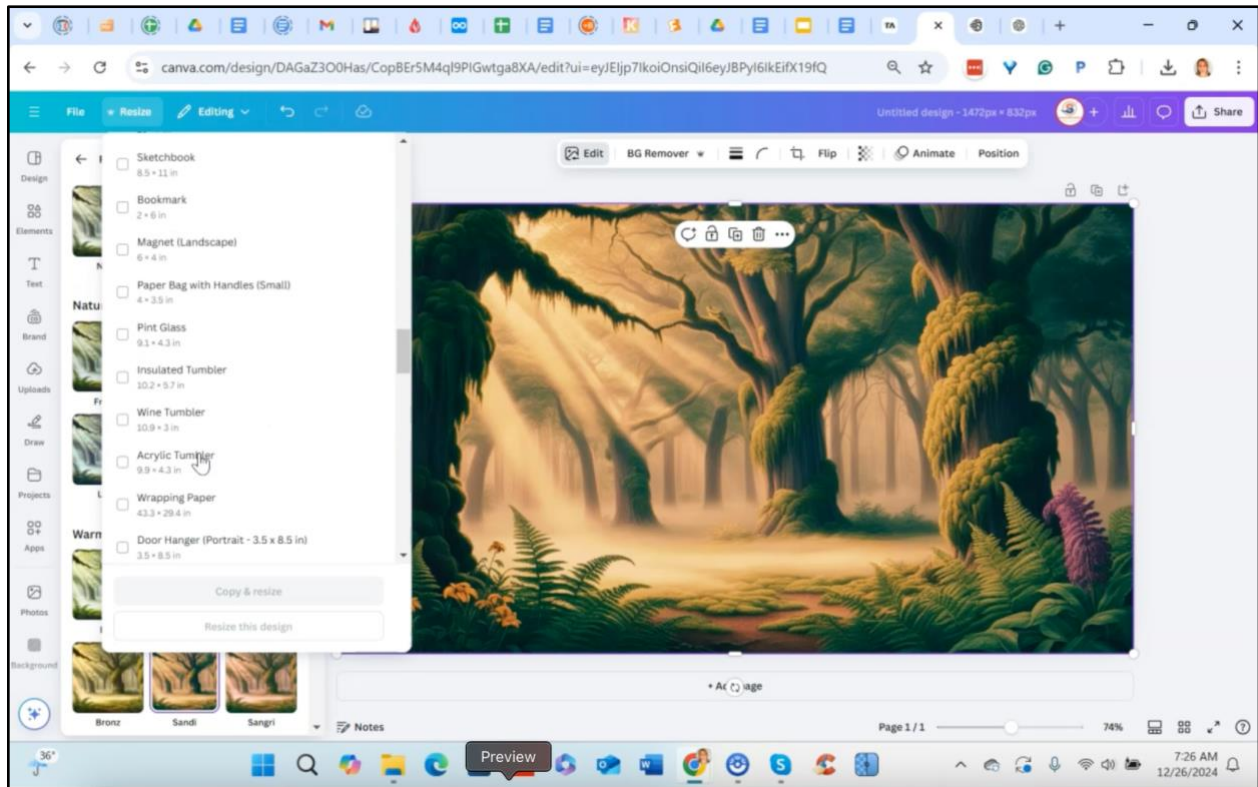 canva.com/design/DAGaZ3O0Has/CopBEr5M4ql9PIGwtga8XA/edit?ui=eyJEIjp7IkoiOnsiQiI6eyJBPyI6IkEifX19fQ
File
Resize
Editing
Untitled design - 1472px × 832px
Share
Design
Elements
Text
Brand
Uploads
Draw
Projects
Apps
Photos
Background
Natu
Warm
Sketchbook
8.5 × 11 in
Bookmark
2 × 6 in
Magnet (Landscape)
6 × 4 in
Paper Bag with Handles (Small)
4 × 3.5 in
Pint Glass
9.1 × 4.3 in
Insulated Tumbler
10.2 × 5.7 in
Wine Tumbler
10.9 × 3 in
Acrylic Tumbler
9.9 × 4.3 in
Wrapping Paper
43.3 × 29.4 in
Door Hanger (Portrait - 3.5 x 8.5 in)
3.5 × 8.5 in
Copy & resize
Resize this design
Bronz
Sandi
Sangri
Edit
BG Remover
Flip
Animate
Position
Notes
Page 1 / 1
74%
36°
Preview
7:26 AM
12/26/2024